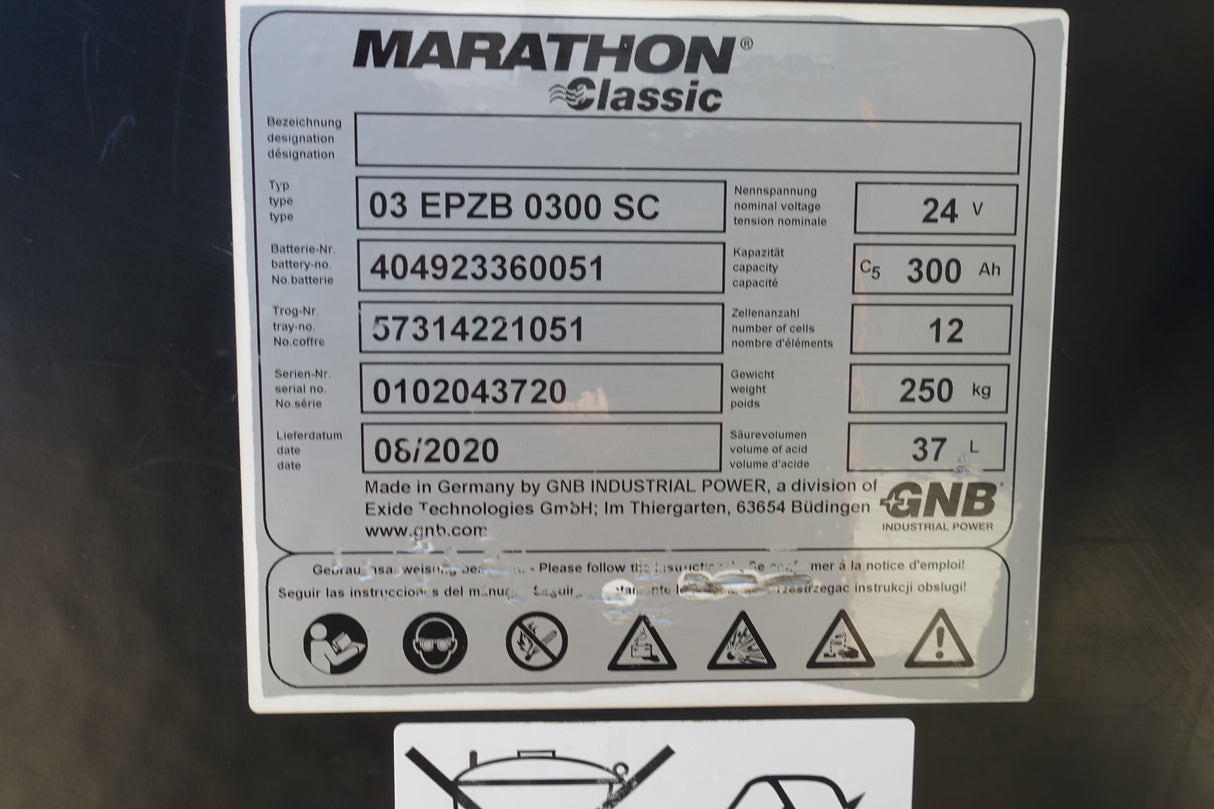 MARATHON®
Classic
Bezeichnung
designation
désignation
Typ
type
type
03 EPZB 0300 SC
Nennspannung
nominal voltage
tension nominale
24 V
Batterie-Nr.
battery-no.
No.batterie
404923360051
Kapazität
capacity
capacité
C5 300 Ah
Trog-Nr.
tray-no.
No.coffre
57314221051
Zellenanzahl
number of cells
nombre d'éléments
12
Serien-Nr.
serial no.
No.série
0102043720
Gewicht
weight
poids
250 kg
Lieferdatum
date
date
/2020
Säurevolumen
volume of acid
volume d'acide
37 L
Made in Germany by GNB INDUSTRIAL POWER, a division of
Exide Technologies GmbH; Im Thiergarten, 63654 Büdingen
www.gnb.com
GNB
INDUSTRIAL POWER
- Please follow the mer á la notice d'emploi!
Seguir las instrucciones del instrukcji obslugi!